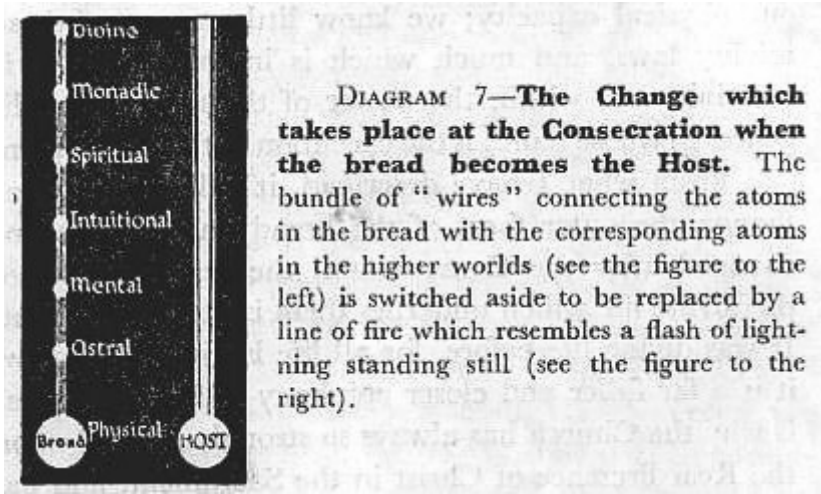 Divine
Monadic
Spiritual
Intuitional
Mental
Astral
Physical
Bread
HOST
DIAGRAM 7—The Change which
takes place at the Consecration when
the bread becomes the Host. The
bundle of “ wires ” connecting the atoms
in the bread with the corresponding atoms
in the higher worlds (see the figure to the
left) is switched aside to be replaced by a
line of fire which resembles a flash of light-
ning standing still (see the figure to the
right).